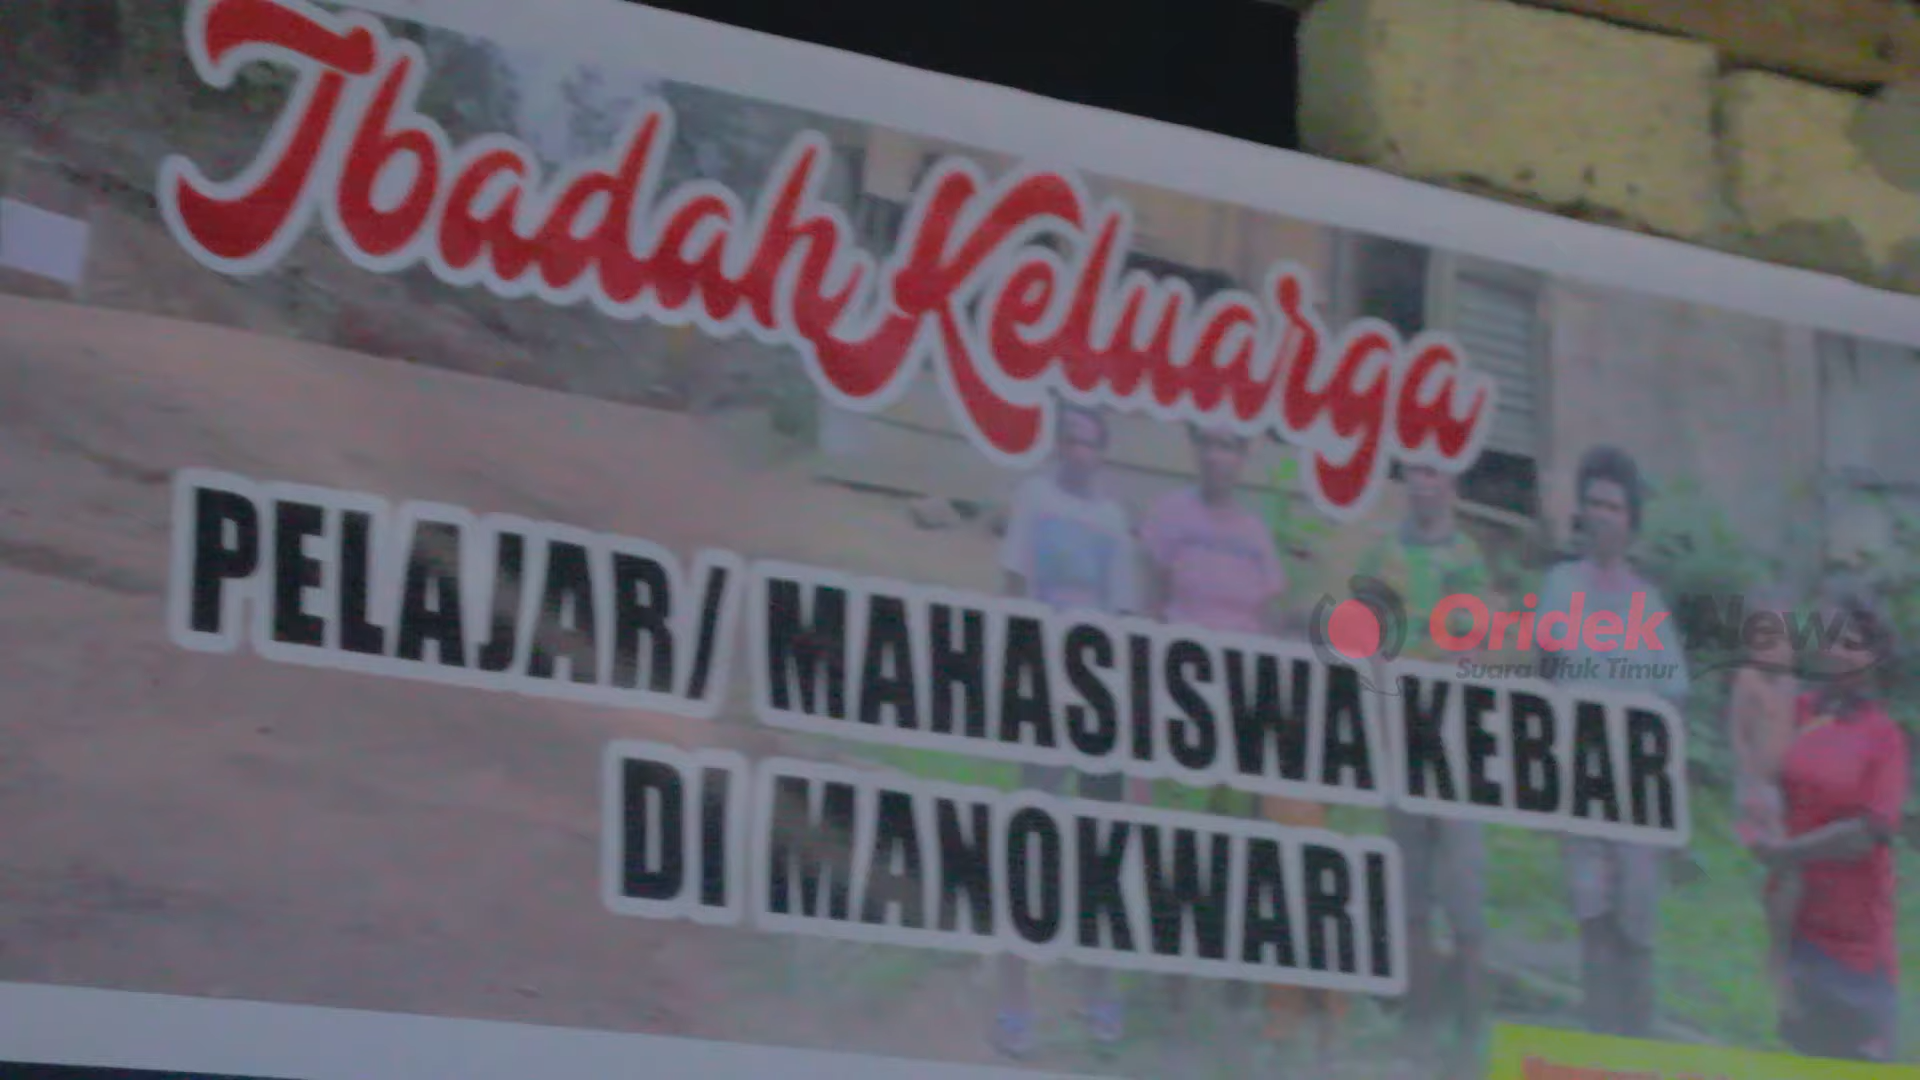 Ibadah Keluarga
PELAJAR/ MAHASISWA KEBAR
DI MANOKWARI
Oridek News
Suara Ufuk Timur